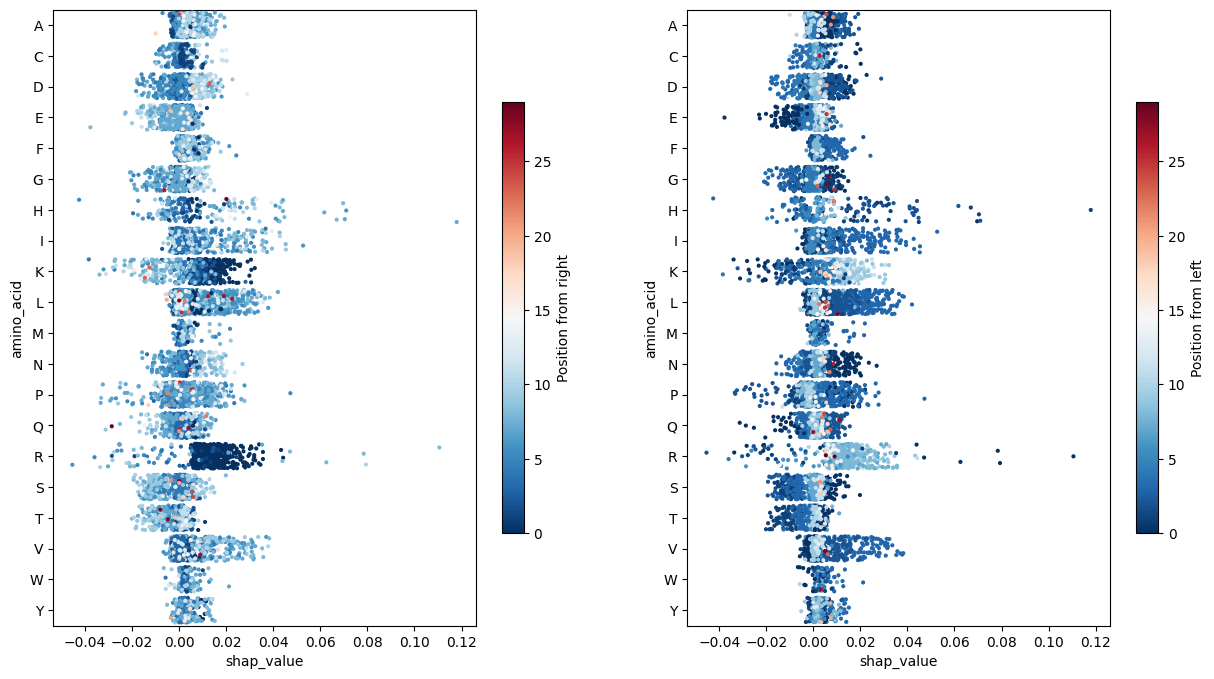 amino_acid
A
C
D
E
F
G
H
I
K
L
M
N
P
Q
R
S
T
V
W
Y
−0.04 −0.02 0.00 0.02 0.04 0.06 0.08 0.10 0.12
shap_value
25
20
15
10
5
0
Position from right
amino_acid
A
C
D
E
F
G
H
I
K
L
M
N
P
Q
R
S
T
V
W
Y
−0.04 −0.02 0.00 0.02 0.04 0.06 0.08 0.10 0.12
shap_value
25
20
15
10
5
0
Position from left